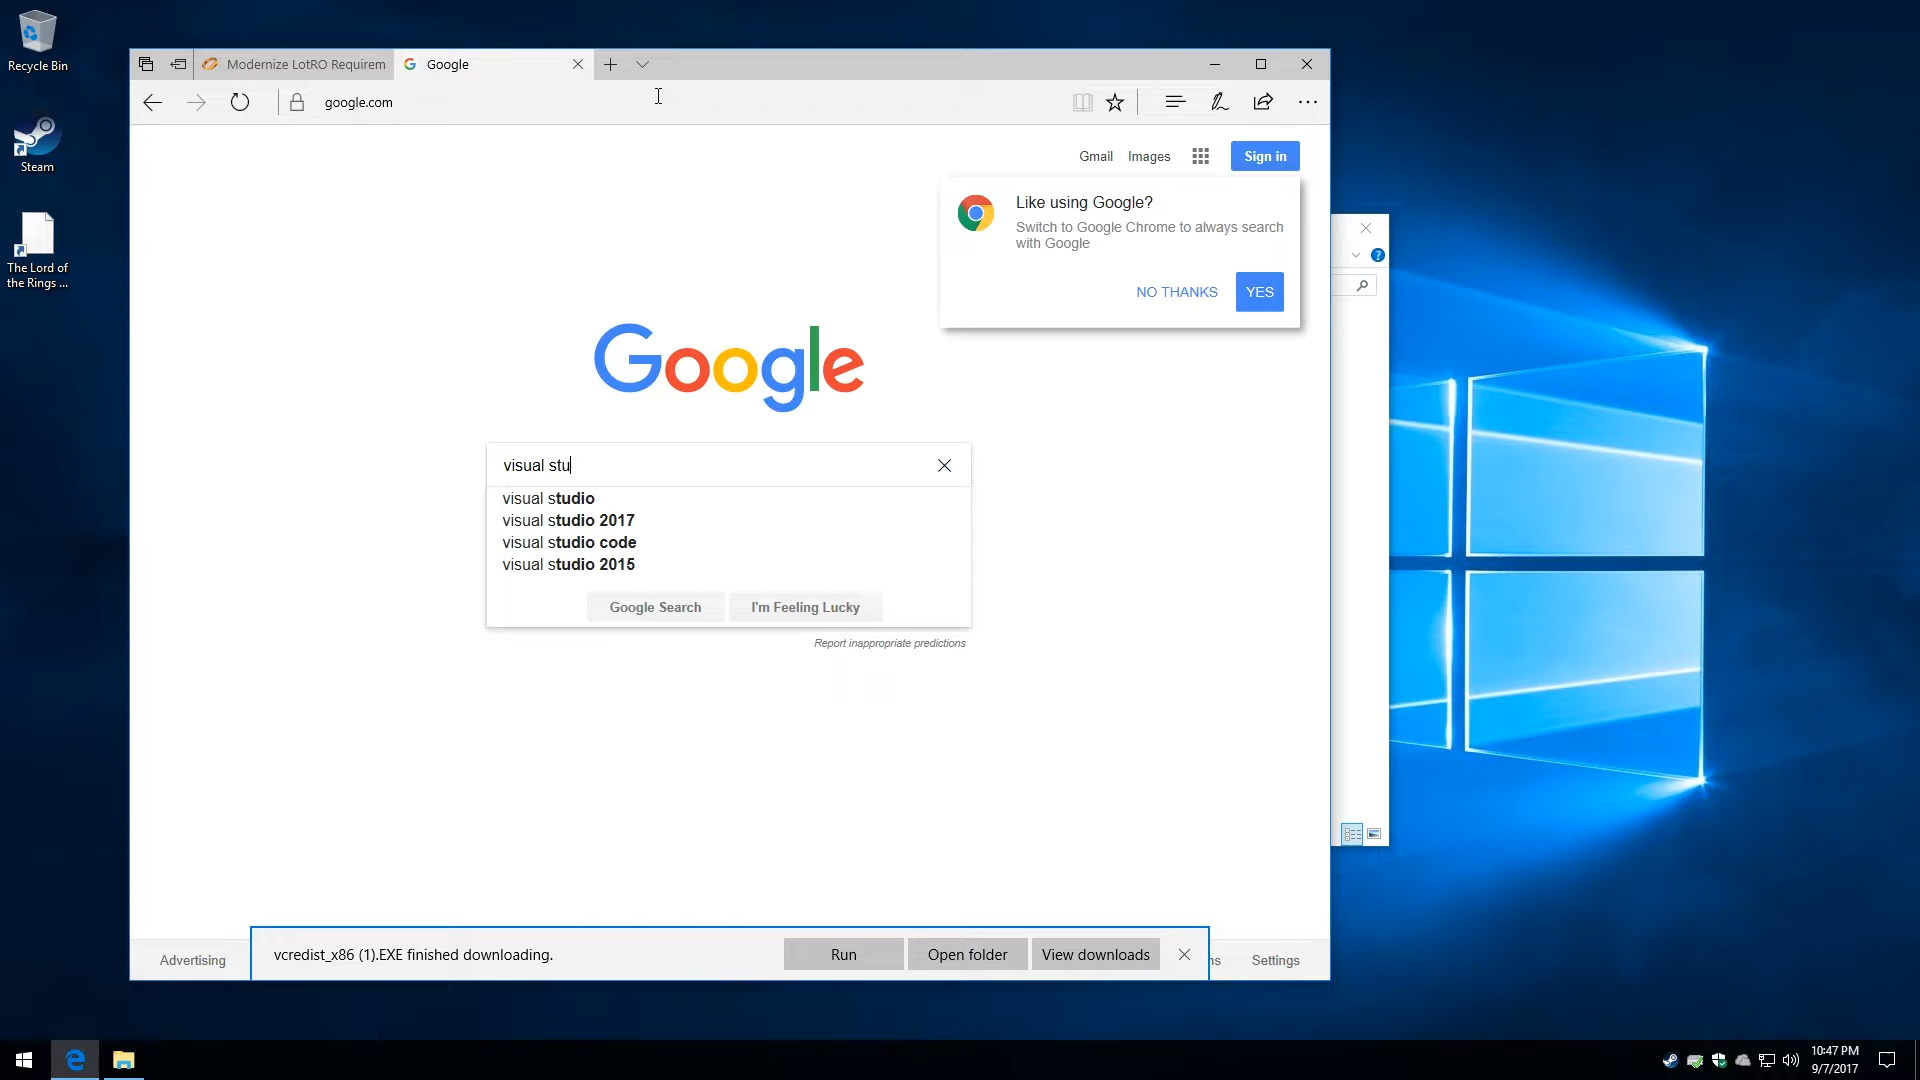 Recycle Bin
Steam
The Lord of
the Rings ...
Modernize LotRO Requirem
Google
google.com
Gmail
Images
Sign in
Like using Google?
Switch to Google Chrome to always search
with Google
NO THANKS
YES
Google
visual stu
visual studio
visual studio 2017
visual studio code
visual studio 2015
Google Search
I'm Feeling Lucky
Report inappropriate predictions
vcredist_x86 (1).EXE finished downloading.
Run
Open folder
View downloads
Advertising
ns
Settings
10:47 PM
9/7/2017